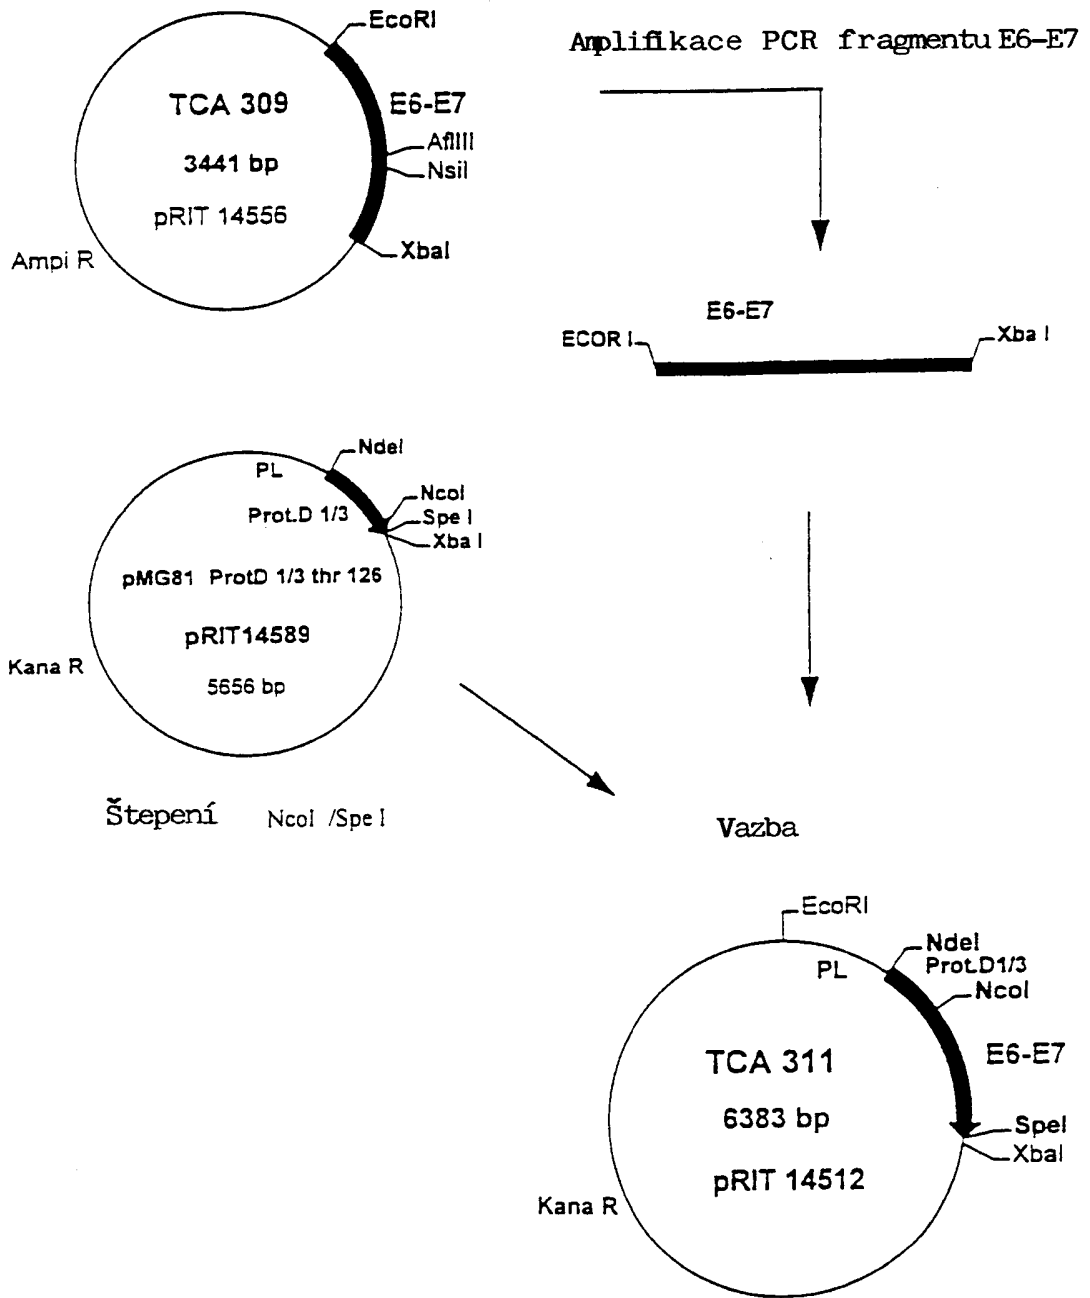 EcoRI
Amplifikace PCR fragmentu E6-E7
TCA 309
E6-E7
3441 bp
AflIII
NsiI
pRIT 14556
Ampi R
XbaI
E6-E7
ECOR I
Xba I
NdeI
PL
NcoI
Prot.D 1/3
Spe I
Xba I
pMG81 ProtD 1/3 thr 126
pRIT14589
Kana R
5656 bp
Štepení NcoI /Spe I
Vazba
EcoRI
NdeI
PL
Prot.D1/3
NcoI
TCA 311
E6-E7
6383 bp
SpeI
XbaI
pRIT 14512
Kana R